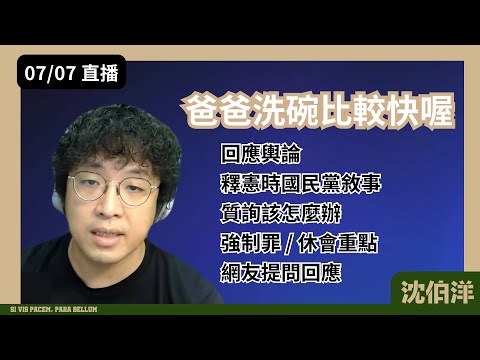 07/07 直播
爸爸洗碗比較快喔
回應輿論
釋憲時國民黨敘事
質詢該怎麼辦
強制罪 / 休會重點
網友提問回應
SI VIS PACEM, PARA BELLUM
沈伯洋